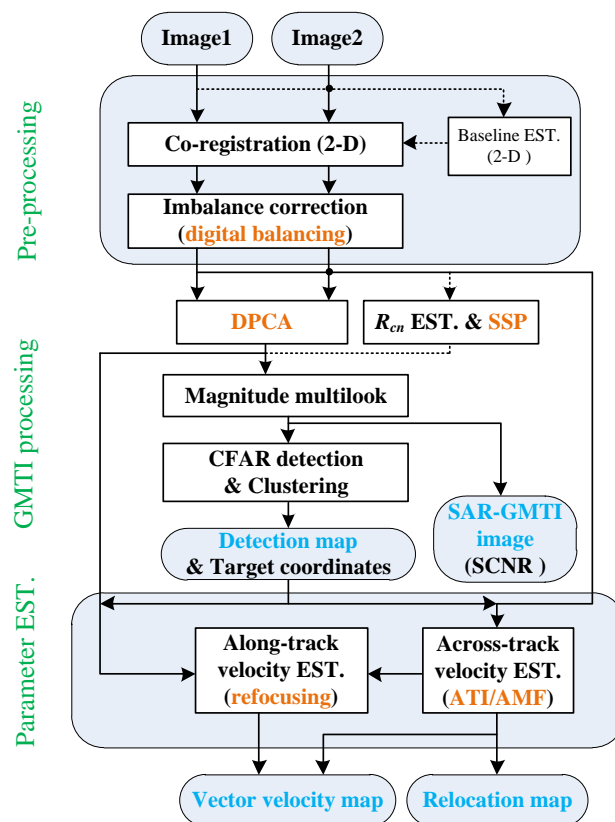 Image1
Image2
Pre-processing
Co-registration (2-D)
Baseline EST.
(2-D )
Imbalance correction
(digital balancing)
GMTI processing
DPCA
Rcn EST. & SSP
Magnitude multilook
CFAR detection
& Clustering
Detection map
& Target coordinates
SAR-GMTI
image
(SCNR )
Parameter EST.
Along-track
velocity EST.
(refocusing)
Across-track
velocity EST.
(ATI/AMF)
Vector velocity map
Relocation map